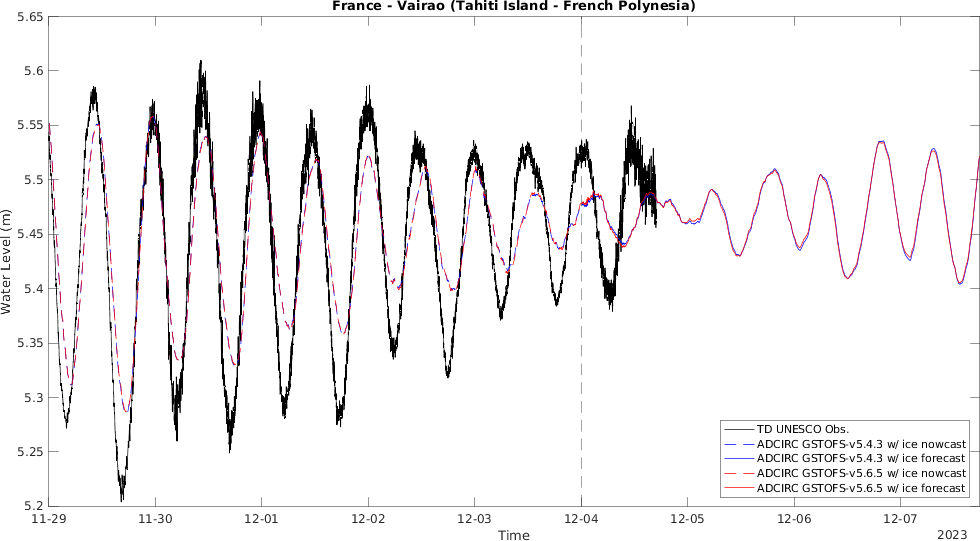 France - Vairao (Tahiti Island - French Polynesia)
5.65
5.6
5.55
5.5
5.45
5.4
5.35
5.3
5.25
5.2
Water Level (m)
11-29 11-30 12-01 12-02 12-03 12-04 12-05 12-06 12-07
Time
2023
TD UNESCO Obs.
ADCIRC GSTOFS-v5.4.3 w/ ice nowcast
ADCIRC GSTOFS-v5.4.3 w/ ice forecast
ADCIRC GSTOFS-v5.6.5 w/ ice nowcast
ADCIRC GSTOFS-v5.6.5 w/ ice forecast